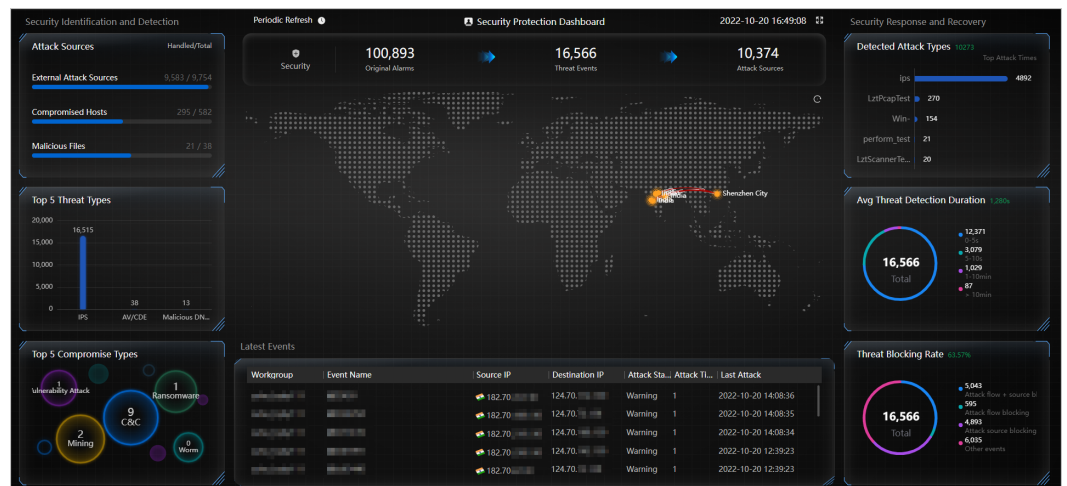 Security Identification and Detection
Periodic Refresh
Security Protection Dashboard
2022-10-20 16:49:08
Security Response and Recovery
Attack Sources
Handled/Total
External Attack Sources
9,583 / 9,754
Compromised Hosts
295 / 582
Malicious Files
21 / 38
Security
100,893
Original Alarms
16,566
Threat Events
10,374
Attack Sources
Detected Attack Types 10273
Top Attack Times
ips 4892
LztPcapTest 270
Win- 154
perform_test 21
LztScannerTe... 20
Top 5 Threat Types
20,000
15,000
10,000
5,000
0
16,515
38
13
IPS
AV/CDE
Malicious DN...
India
India
Shenzhen City
Avg Threat Detection Duration 1,280s
16,566
Total
12,371
0-5s
3,079
5-10s
1,029
1-10min
87
> 10min
Top 5 Compromise Types
1
ulnerability Attack
1
Ransomware
9
C&C
2
Mining
0
Worm
Latest Events
Workgroup Event Name Source IP Destination IP Attack Sta... Attack Ti... Last Attack
182.70 124.70. Warning 1 2022-10-20 14:08:36
182.70 124.70. Warning 1 2022-10-20 14:08:35
182.70 124.70. Warning 1 2022-10-20 14:08:34
182.70 124.70. Warning 1 2022-10-20 12:39:23
182.70 124.70. Warning 1 2022-10-20 12:39:23
Threat Blocking Rate 63.57%
16,566
Total
5,043
Attack flow + source bl
595
Attack flow blocking
4,893
Attack source blocking
6,035
Other events